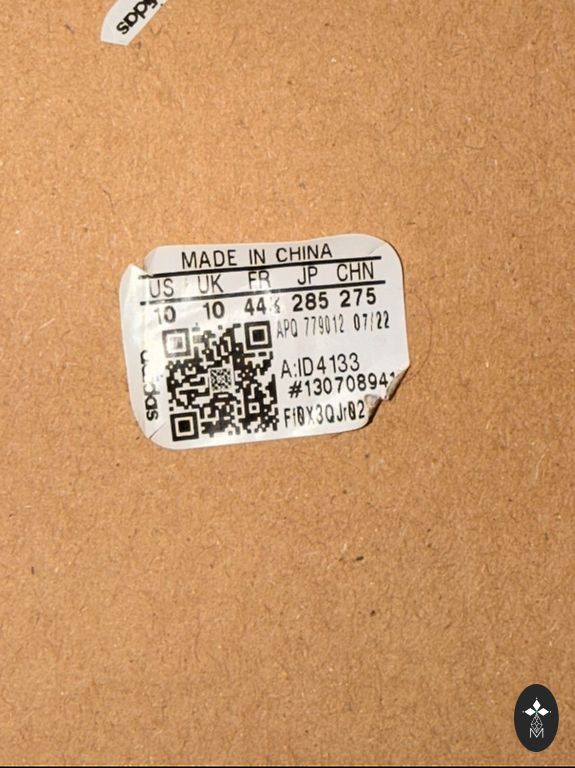 adidas
MADE IN CHINA
US UK FR JP CHN
10 10 44⅔ 285 275
APQ 779012 07/22
A:ID4133
#130708941
Ff0X3QJr02
adidas
M